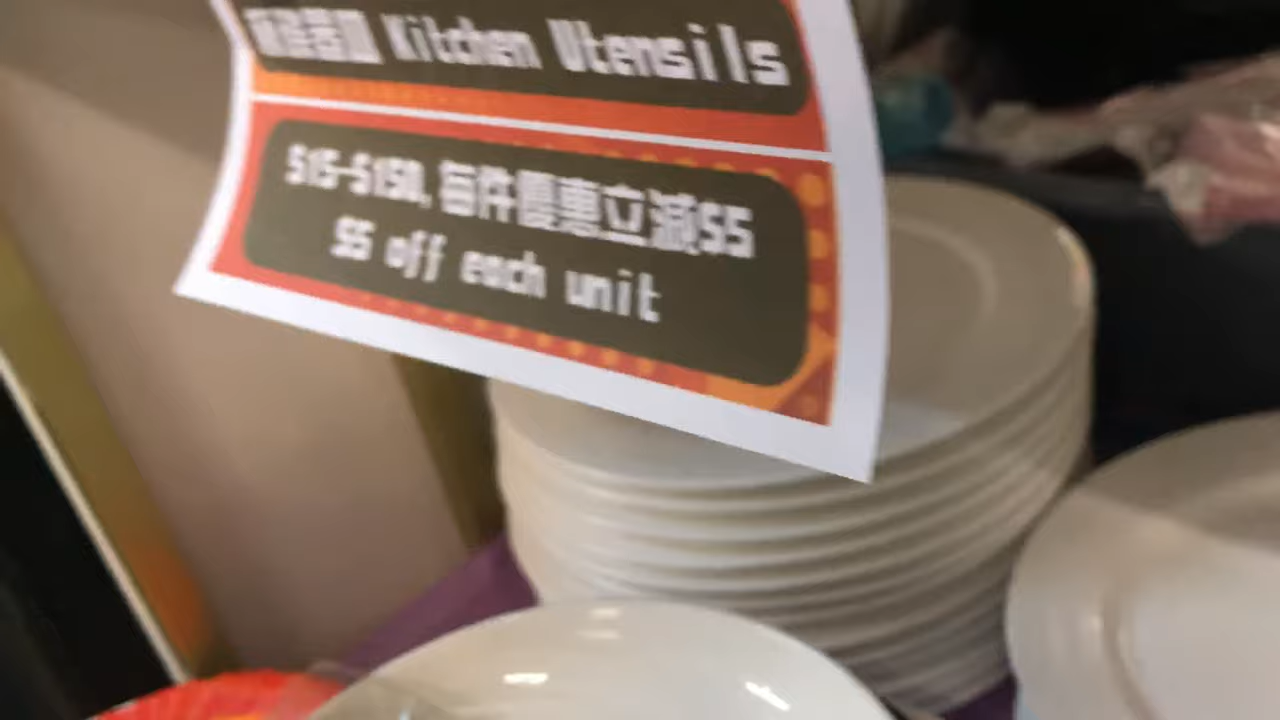 Kitchen Utensils
$15-$150, 每件優惠立減$5
$5 off each unit